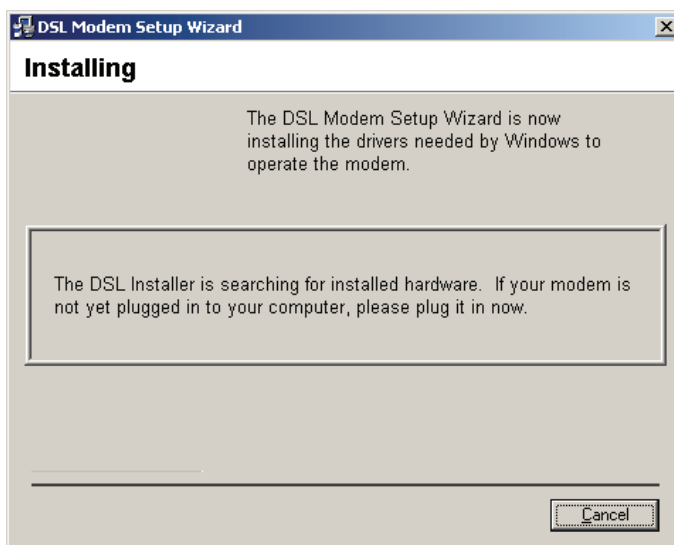 DSL Modem Setup Wizard
Installing
The DSL Modem Setup Wizard is now
installing the drivers needed by Windows to
operate the modem.
The DSL Installer is searching for installed hardware.  If your modem is
not yet plugged in to your computer, please plug it in now.
Cancel